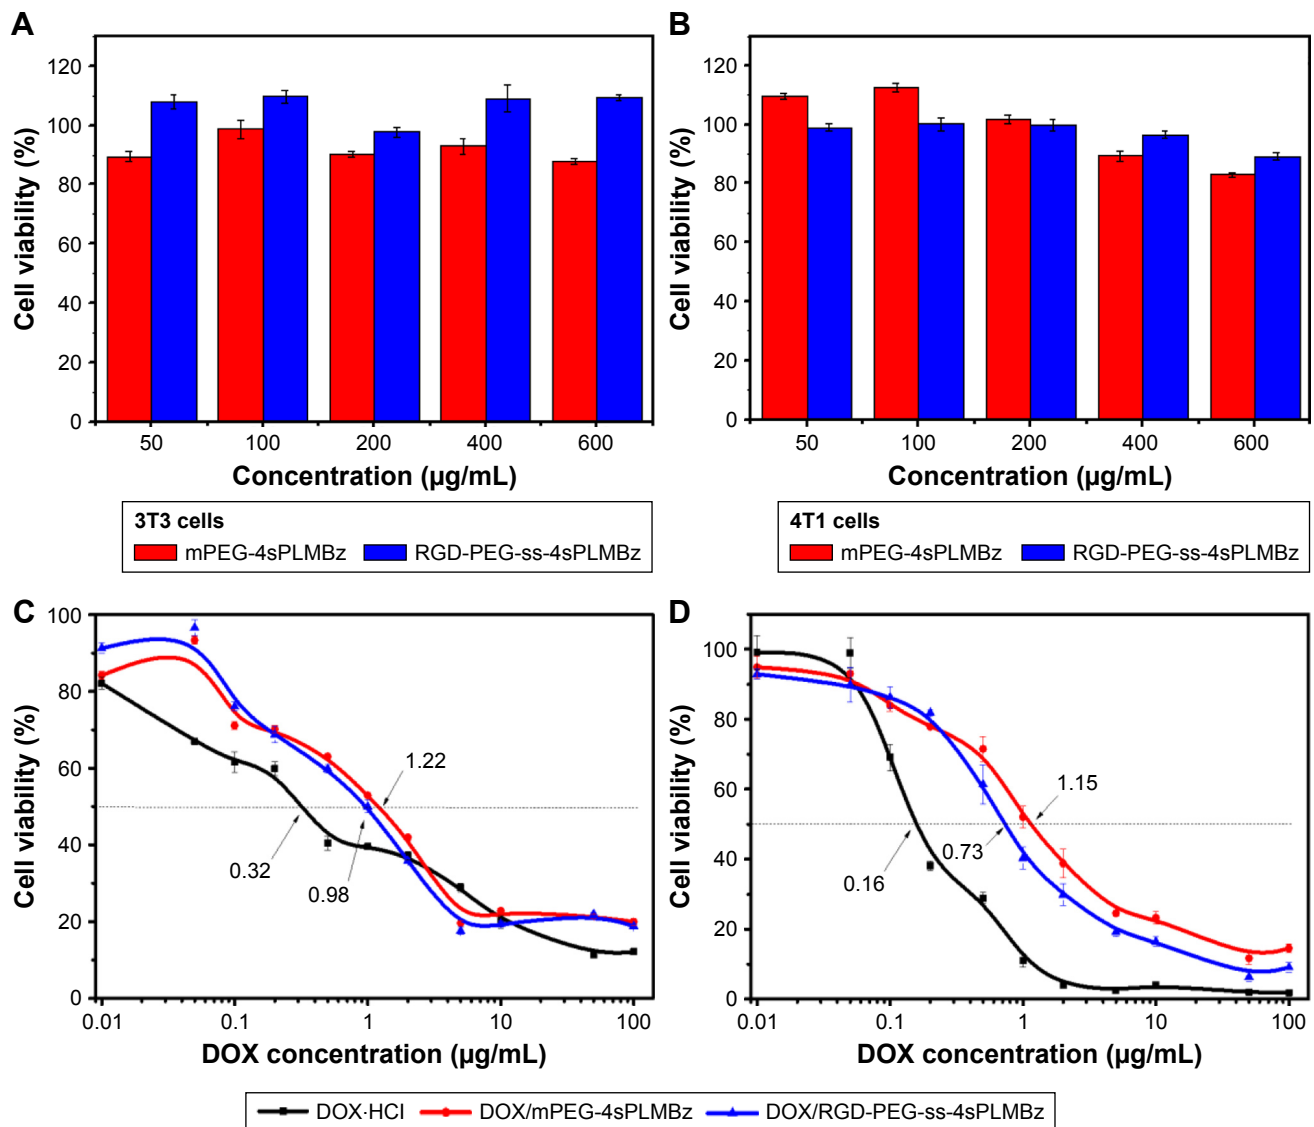 A
Cell viability (%)
120
100
80
60
40
20
0
50 100 200 400 600
Concentration (µg/mL)
3T3 cells
mPEG-4sPLMBz RGD-PEG-ss-4sPLMBz
B
Cell viability (%)
120
100
80
60
40
20
0
50 100 200 400 600
Concentration (µg/mL)
4T1 cells
mPEG-4sPLMBz RGD-PEG-ss-4sPLMBz
C
Cell viability (%)
100
80
60
40
20
0
1.22
0.32
0.98
0.01 0.1 1 10 100
DOX concentration (µg/mL)
D
Cell viability (%)
100
80
60
40
20
0
1.15
0.73
0.16
0.01 0.1 1 10 100
DOX concentration (µg/mL)
DOX·HCl DOX/mPEG-4sPLMBz DOX/RGD-PEG-ss-4sPLMBz